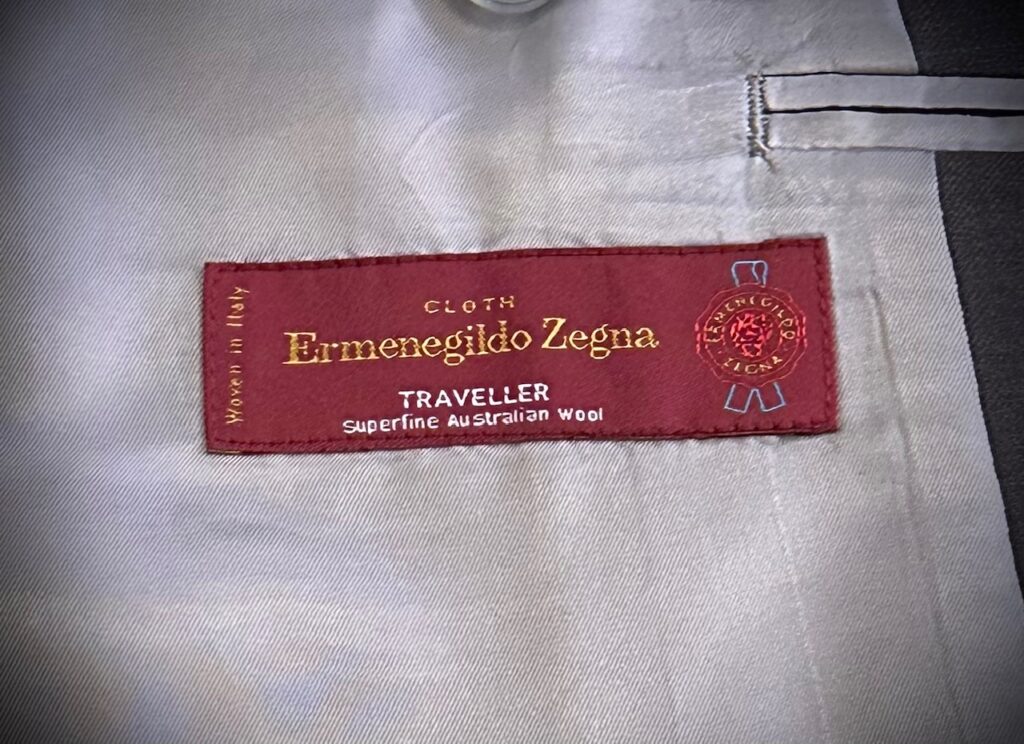 Woven in Italy
CLOTH
Ermenegildo Zegna
TRAVELLER
Superfine Australian Wool
ERMENEGILDO
ZEGNA